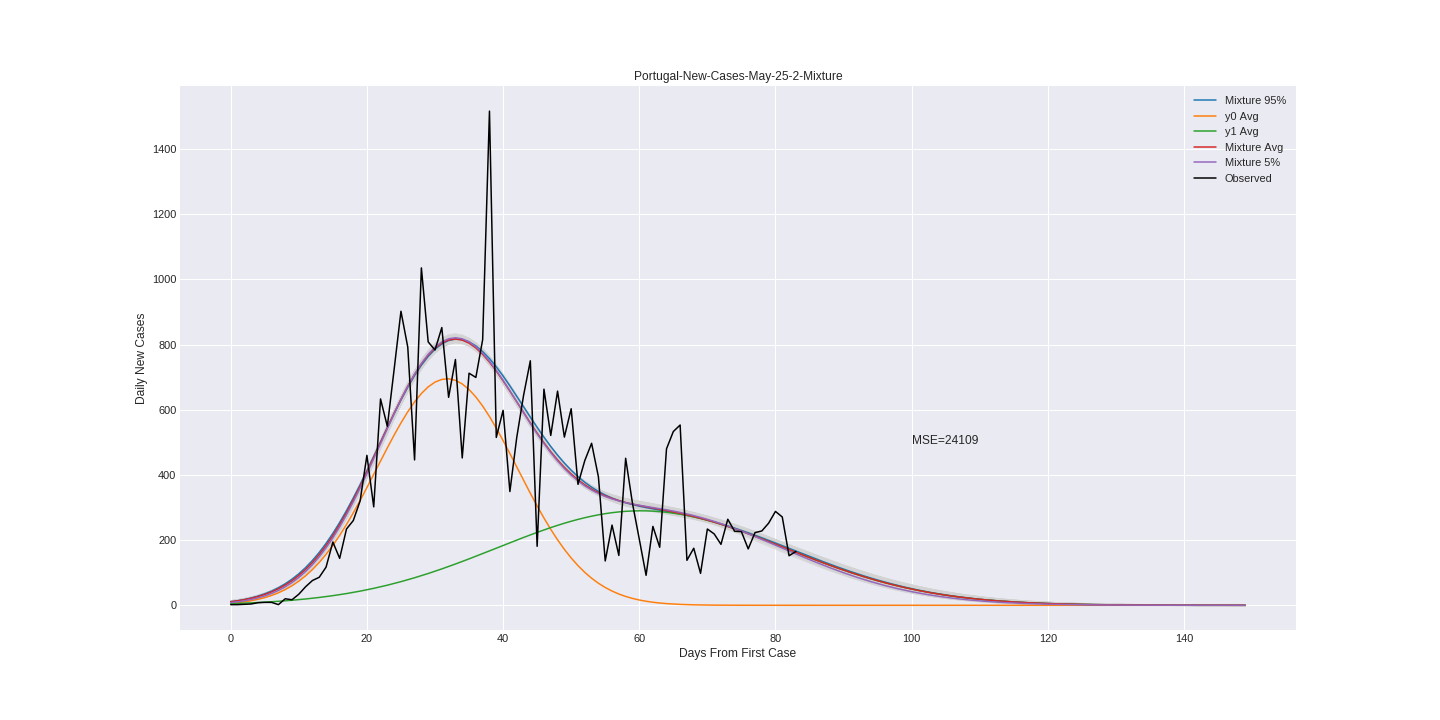 Portugal-New-Cases-May-25-2-Mixture
Mixture 95%
y0 Avg
y1 Avg
Mixture Avg
Mixture 5%
Observed
Daily New Cases
1400
1200
1000
800
600
400
200
0
MSE=24109
0 20 40 60 80 100 120 140
Days From First Case